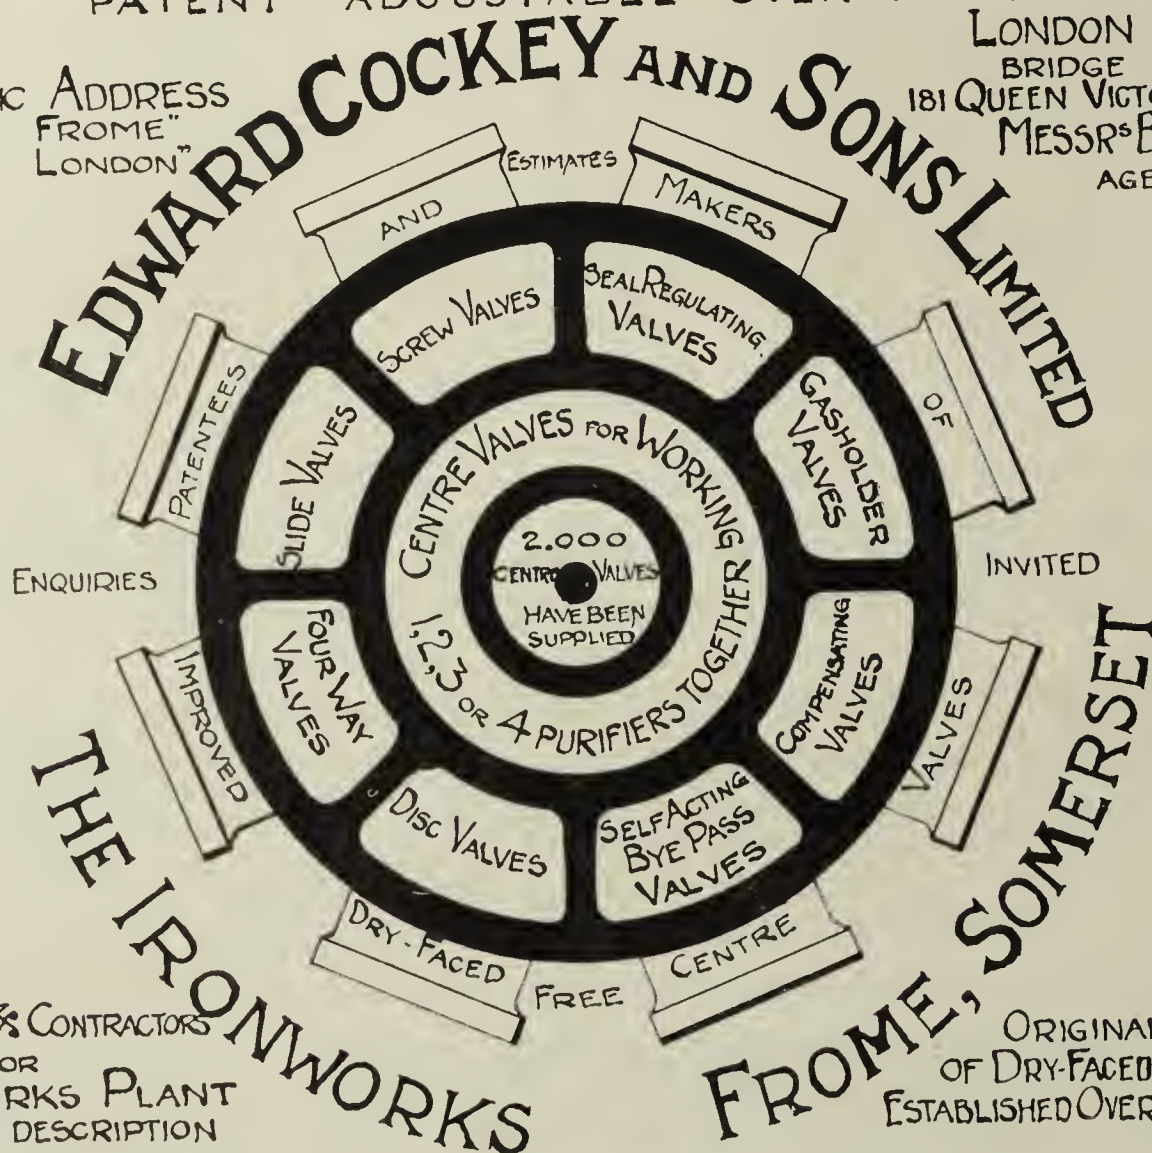 PATENT ADJUSTABLE
EDWARD COCKEY AND SONS LIMITED
ADDRESS
FROME"
LONDON"
LONDON
BRIDGE
181 QUEEN
MESSRS
ESTIMATES
INVITED
FREE
ENQUIRIES
PATENTEES
AND
MAKERS
OF
IMPROVED
DRY-FACED
CENTRE
VALVES
SCREW VALVES
SEAL REGULATING.
VALVES
GASHOLDER
VALVES
COMPENSATING
VALVES
SELF ACTING
BYE PASS
VALVES
DISC VALVES
FOUR WAY
VALVES
SLIDE VALVES
CENTRE VALVES FOR WORKING
1,2,3 OR 4 PURIFIERS TOGETHER
2.000
VALVES
HAVE BEEN
SUPPLIED
THE IRONWORKS
FROME, SOMERSET
& CONTRACTORS
PLANT
DESCRIPTION
OF DRY-FACED
ESTABLISHED OVER